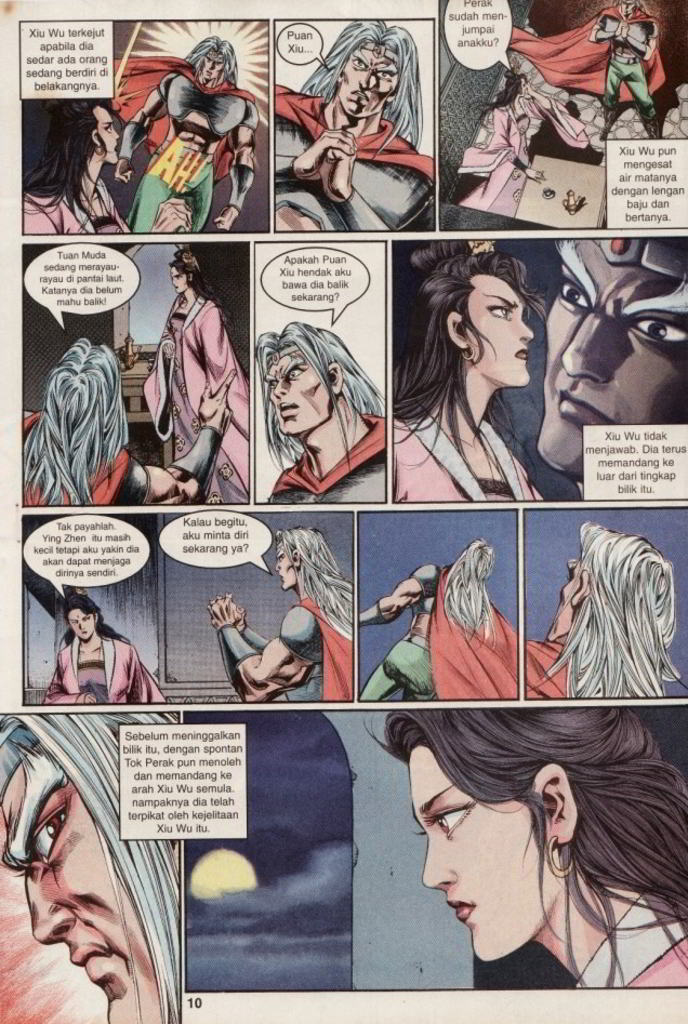 Xiu Wu terkejut
apabila dia
sedar ada orang
sedang berdiri di
belakangnya.
AH!
Puan
Xiu...
Perak
sudah men-
jumpai
anakku?
Xiu Wu pun
mengesat
air matanya
dengan lengan
baju dan
bertanya.
Tuan Muda
sedang merayau-
rayau di pantai laut.
Katanya dia belum
mahu balik!
Apakah Puan
Xiu hendak aku
bawa dia balik
sekarang?
Xiu Wu tidak
menjawab. Dia terus
memandang ke
luar dari tingkap
bilik itu.
Tak payahlah.
Ying Zhen itu masih
kecil tetapi aku yakin dia
akan dapat menjaga
dirinya sendiri.
Kalau begitu,
aku minta diri
sekarang ya?
Sebelum meninggalkan
bilik itu, dengan spontan
Tok Perak pun menoleh
dan memandang ke
arah Xiu Wu semula.
nampaknya dia telah
terpikat oleh kejelitaan
Xiu Wu itu.
10